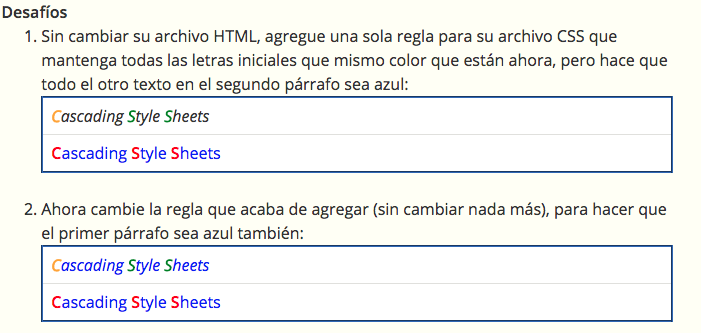 Desafíos
1. Sin cambiar su archivo HTML, agregue una sola regla para su archivo CSS que
mantenga todas las letras iniciales que mismo color que están ahora, pero hace que
todo el otro texto en el segundo párrafo sea azul:
Cascading Style Sheets
Cascading Style Sheets
2. Ahora cambie la regla que acaba de agregar (sin cambiar nada más), para hacer que
el primer párrafo sea azul también:
Cascading Style Sheets
Cascading Style Sheets